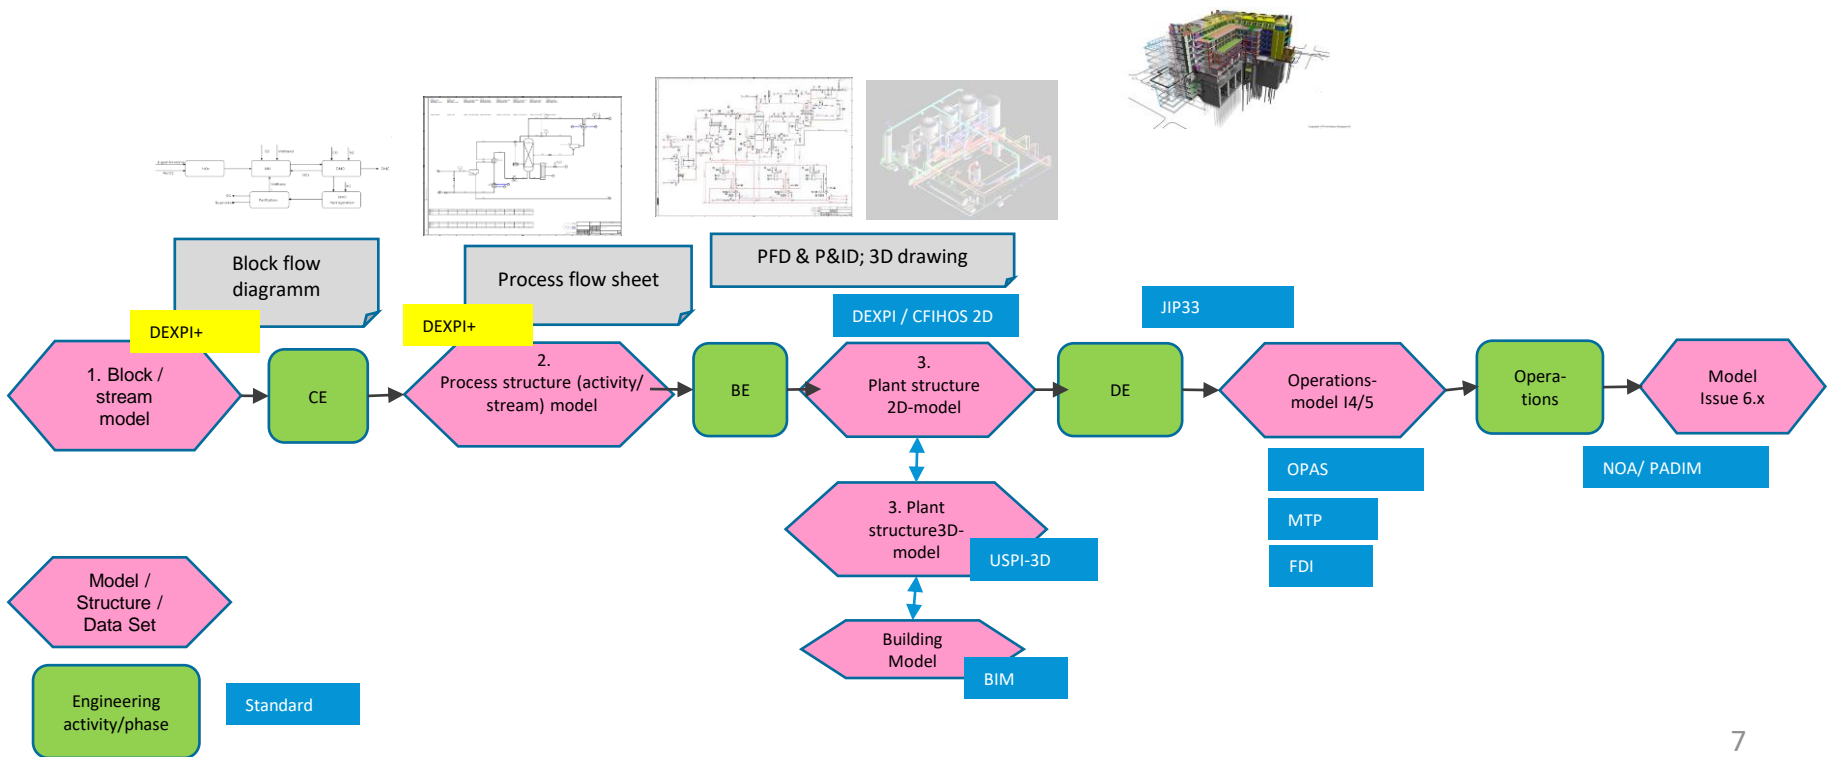 Block flow
diagramm
Process flow sheet
PFD & P&ID; 3D drawing
DEXPI+
DEXPI+
DEXPI / CFIHOS 2D
JIP33
1. Block /
stream
model
CE
2.
Process structure (activity/
stream) model
BE
3.
Plant structure
2D-model
DE
Operations-
model I4/5
Opera-
tions
Model
Issue 6.x
OPAS
MTP
FDI
NOA/ PADIM
3. Plant
structure3D-
model
USPI-3D
Building
Model
BIM
Model /
Structure /
Data Set
Engineering
activity/phase
Standard
7